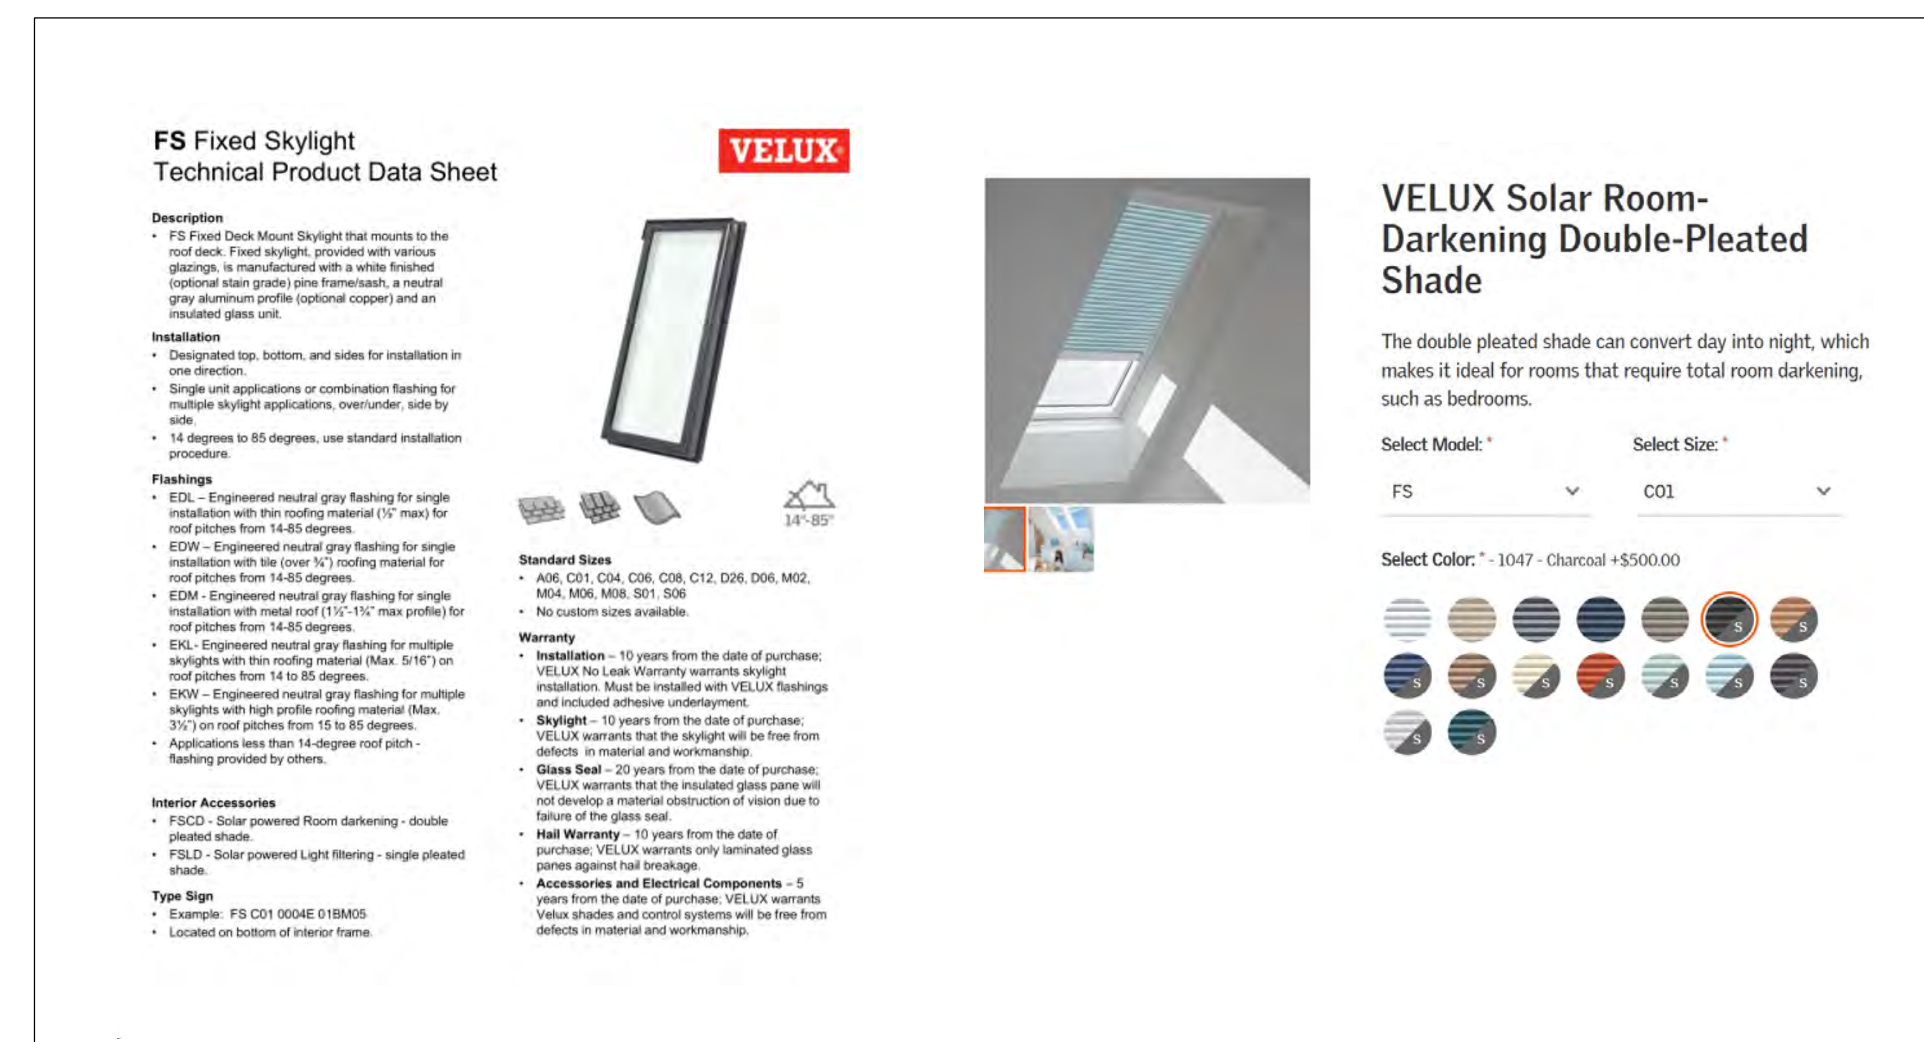 FS Fixed Skylight
Technical Product Data Sheet
VELUX
Description
• FS Fixed Deck Mount Skylight that mounts to the
roof deck. Fixed skylight, provided with various
glazings, is manufactured with a white finished
(optional stain grade) pine frame/sash, a neutral
gray aluminum profile (optional copper) and an
insulated glass unit.
Installation
• Designated top, bottom, and sides for installation in
one direction.
• Single unit applications or combination flashing for
multiple skylight applications, over/under, side by
side.
• 14 degrees to 85 degrees, use standard installation
procedure.
Flashings
• EDL – Engineered neutral gray flashing for single
installation with thin roofing material (⅓" max) for
roof pitches from 14-85 degrees.
• EDW – Engineered neutral gray flashing for single
installation with tile (over ¾") roofing material for
roof pitches from 14-85 degrees.
• EDM - Engineered neutral gray flashing for single
installation with metal roof (1½"-1¾" max profile) for
roof pitches from 14-85 degrees.
• EKL- Engineered neutral gray flashing for multiple
skylights with thin roofing material (Max. 5/16") on
roof pitches from 14 to 85 degrees.
• EKW – Engineered neutral gray flashing for multiple
skylights with high profile roofing material (Max.
3½") on roof pitches from 15 to 85 degrees.
• Applications less than 14-degree roof pitch -
flashing provided by others.
Interior Accessories
• FSCD - Solar powered Room darkening - double
pleated shade.
• FSLD - Solar powered Light filtering - single pleated
shade.
Type Sign
• Example: FS C01 0004E 01BM05
• Located on bottom of interior frame.
14°-85°
Standard Sizes
• A06, C01, C04, C06, C08, C12, D26, D06, M02,
M04, M06, M08, S01, S06
• No custom sizes available.
Warranty
• Installation – 10 years from the date of purchase;
VELUX No Leak Warranty warrants skylight
installation. Must be installed with VELUX flashings
and included adhesive underlayment.
• Skylight – 10 years from the date of purchase;
VELUX warrants that the skylight will be free from
defects in material and workmanship.
• Glass Seal – 20 years from the date of purchase;
VELUX warrants that the insulated glass pane will
not develop a material obstruction of vision due to
failure of the glass seal.
• Hail Warranty – 10 years from the date of
purchase; VELUX warrants only laminated glass
panes against hail breakage.
• Accessories and Electrical Components – 5
years from the date of purchase; VELUX warrants
Velux shades and control systems will be free from
defects in material and workmanship.
VELUX Solar Room-
Darkening Double-Pleated
Shade
The double pleated shade can convert day into night, which
makes it ideal for rooms that require total room darkening,
such as bedrooms.
Select Model: * Select Size: *
FS C01
Select Color: * - 1047 - Charcoal +$500.00
S S
S S S S S S S
S S